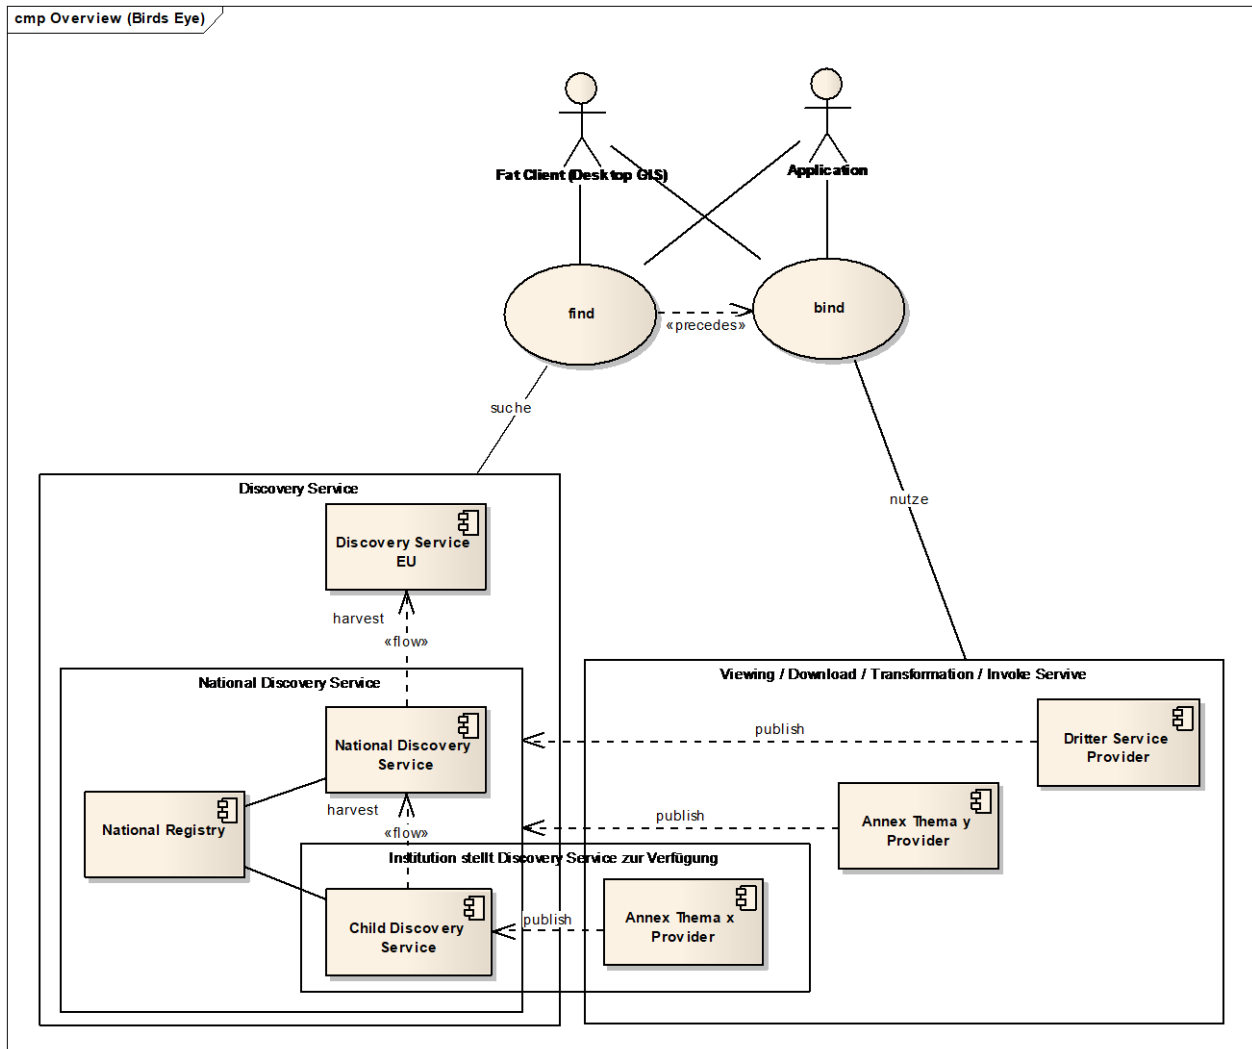 cmp Overview (Birds Eye)
Fat Client (Desktop GIS)
Application
find
«precedes»
bind
suche
nutze
Discovery Service
Discovery Service
EU
harvest
«flow»
National Discovery Service
National Discovery
Service
National Registry
harvest
«flow»
Institution stellt Discovery Service zur Verfügung
Child Discovery
Service
publish
Annex Thema x
Provider
Viewing / Download / Transformation / Invoke Servive
publish
Dritter Service
Provider
publish
Annex Thema y
Provider